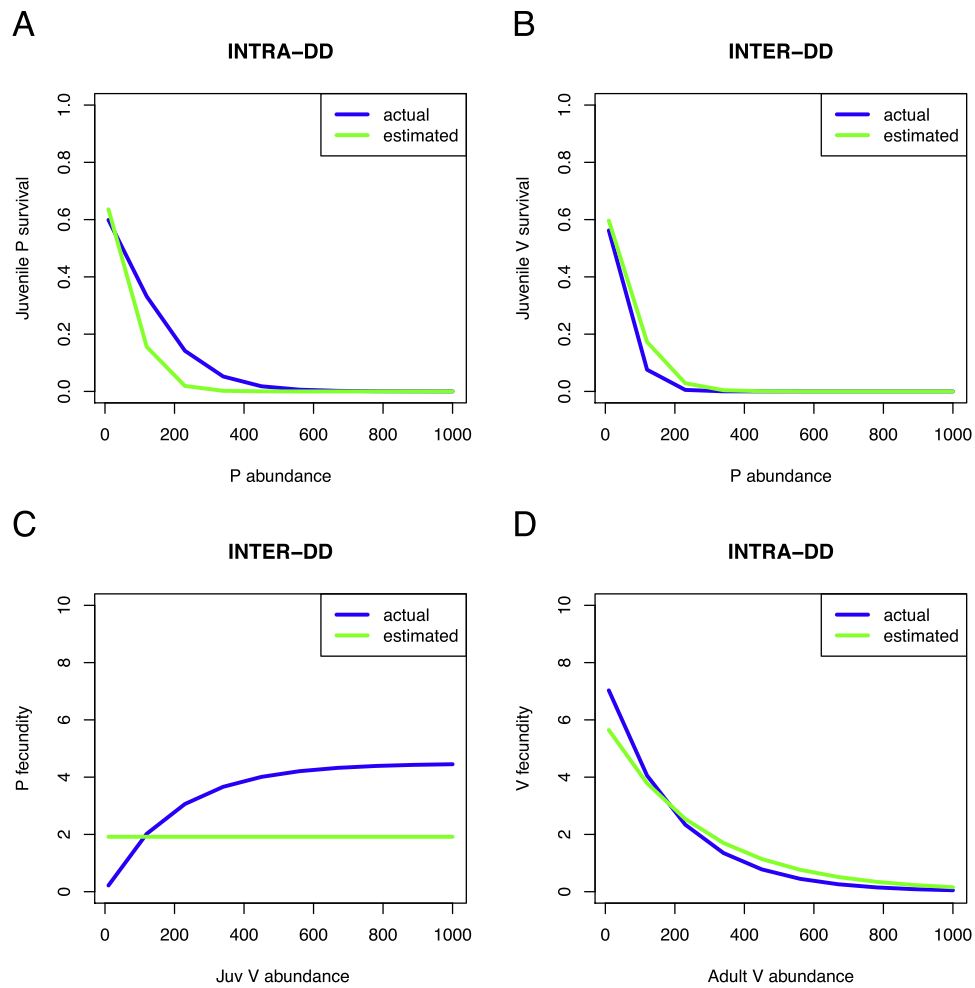 A
INTRA–DD
actual
estimated
Juvenile P survival
0.0 0.2 0.4 0.6 0.8 1.0
0 200 400 600 800 1000
P abundance
B
INTER–DD
actual
estimated
Juvenile V survival
0.0 0.2 0.4 0.6 0.8 1.0
0 200 400 600 800 1000
P abundance
C
INTER–DD
actual
estimated
P fecundity
0 2 4 6 8 10
0 200 400 600 800 1000
Juv V abundance
D
INTRA–DD
actual
estimated
V fecundity
0 2 4 6 8 10
0 200 400 600 800 1000
Adult V abundance